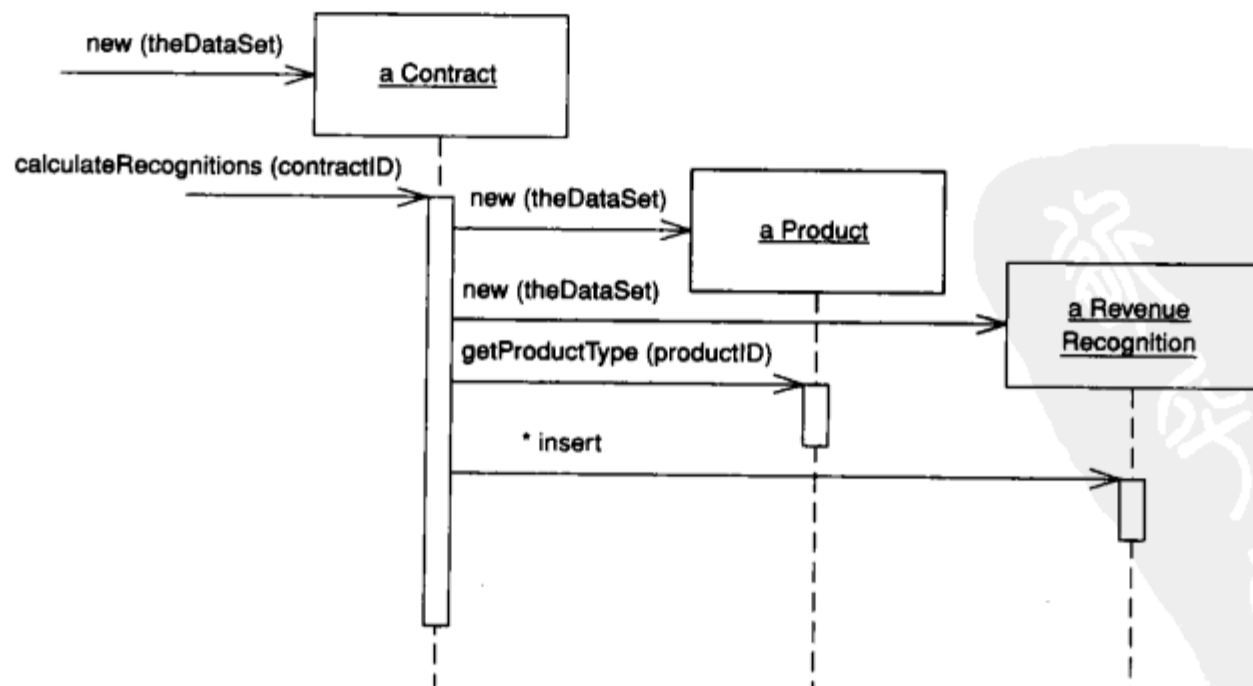 new (theDataSet)
a Contract
calculateRecognitions (contractID)
new (theDataSet)
a Product
new (theDataSet)
a Revenue
Recognition
getProductType (productID)
* insert